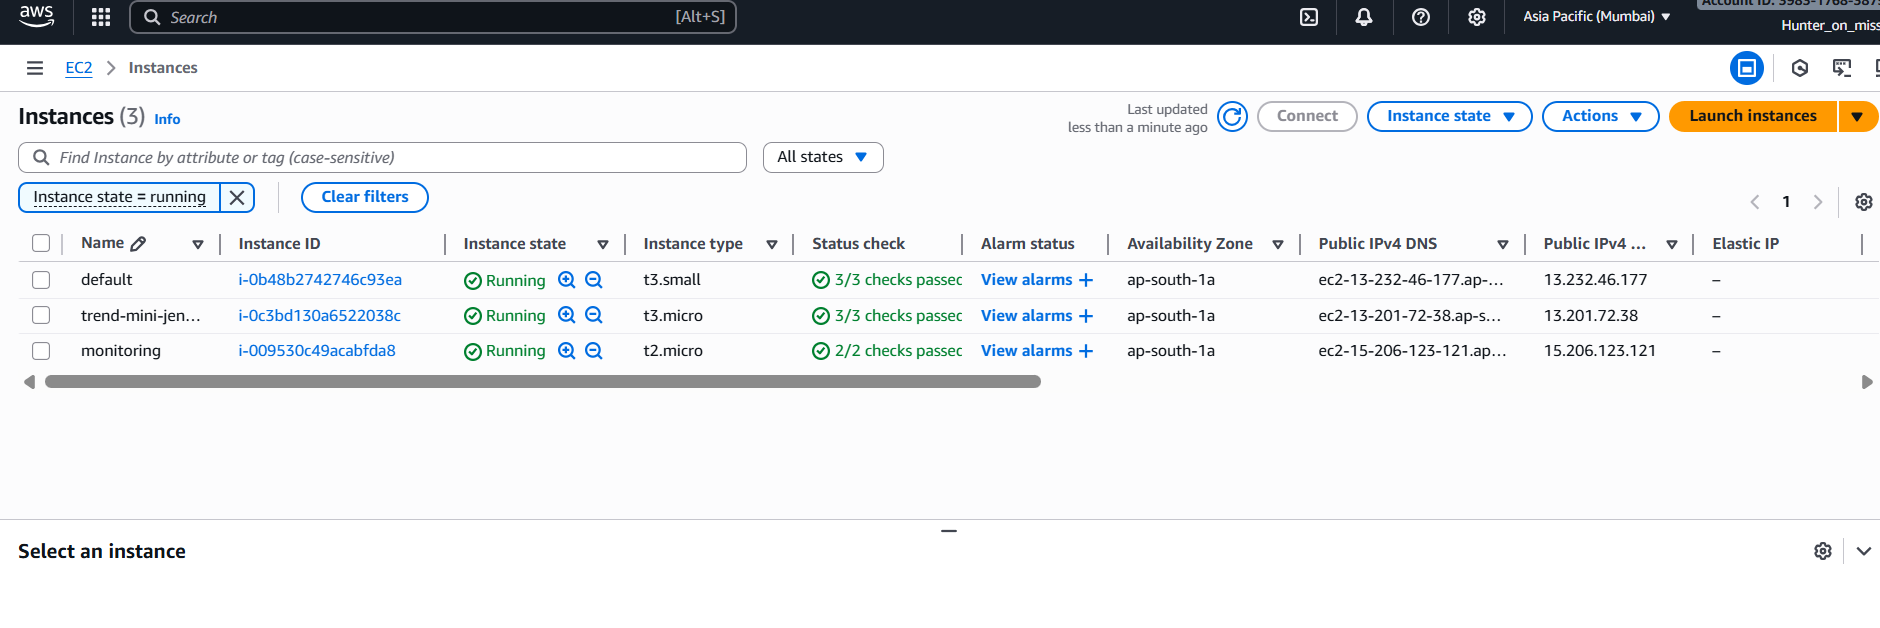 aws
Search [Alt+S]
Asia Pacific (Mumbai)
Hunter_on_miss
EC2 > Instances
Instances (3) Info
Last updated
less than a minute ago
Connect
Instance state
Actions
Launch instances
Find Instance by attribute or tag (case-sensitive)
All states
Instance state = running
Clear filters
1
Name Instance ID Instance state Instance type Status check Alarm status Availability Zone Public IPv4 DNS Public IPv4 ... Elastic IP
default i-0b48b2742746c93ea Running t3.small 3/3 checks passed View alarms + ap-south-1a ec2-13-232-46-177.ap-... 13.232.46.177 –
trend-mini-jen... i-0c3bd130a6522038c Running t3.micro 3/3 checks passed View alarms + ap-south-1a ec2-13-201-72-38.ap-s... 13.201.72.38 –
monitoring i-009530c49acabfda8 Running t2.micro 2/2 checks passed View alarms + ap-south-1a ec2-15-206-123-121.ap... 15.206.123.121 –
Select an instance